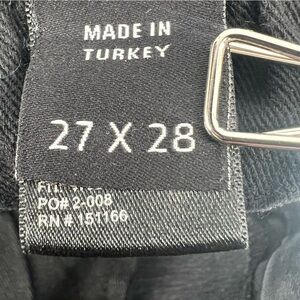 MADE IN
TURKEY
27 X 28
PO# 2-008
RN # 151166